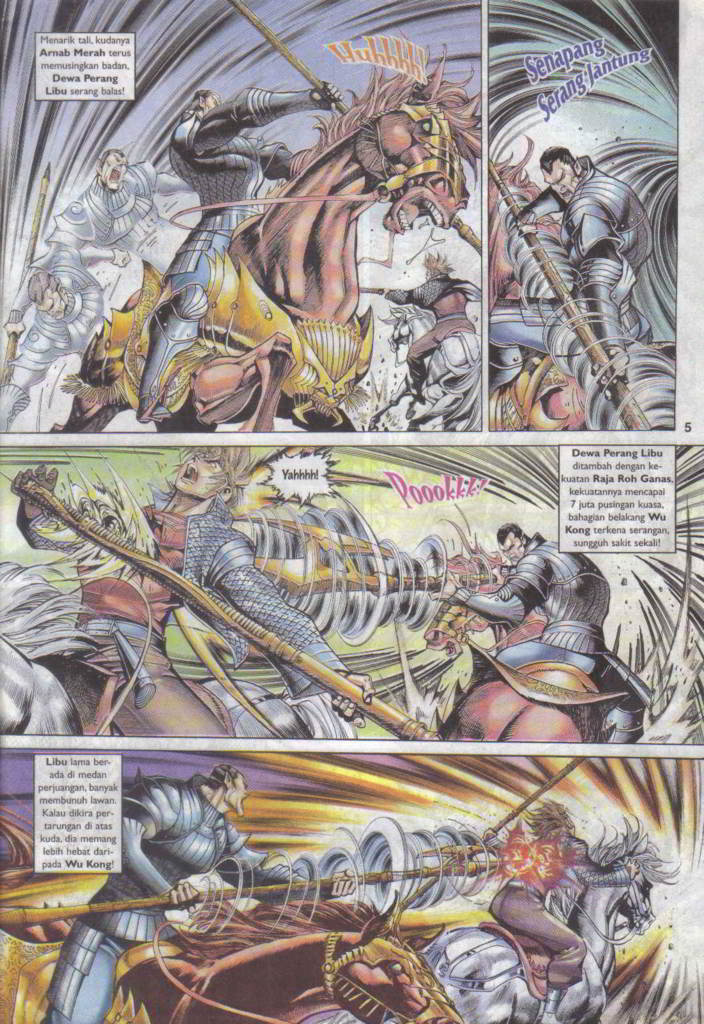 Menarik tali, kudanya
Arnab Merah terus
memusingkan badan,
Dewa Perang
Libu serang balas!
Huhhhh!
Senapang
Serang Jantung
5
Yahhhh!
Poookkk!
Dewa Perang Libu
ditambah dengan ke-
kuatan Raja Roh Ganas,
kekuatannya mencapai
7 juta pusingan kuasa,
bahagian belakang Wu
Kong terkena serangan,
sungguh sakit sekali!
Libu lama ber-
ada di medan
perjuangan, banyak
membunuh lawan.
Kalau dikira per-
tarungan di atas
kuda, dia memang
lebih hebat dari-
pada Wu Kong!